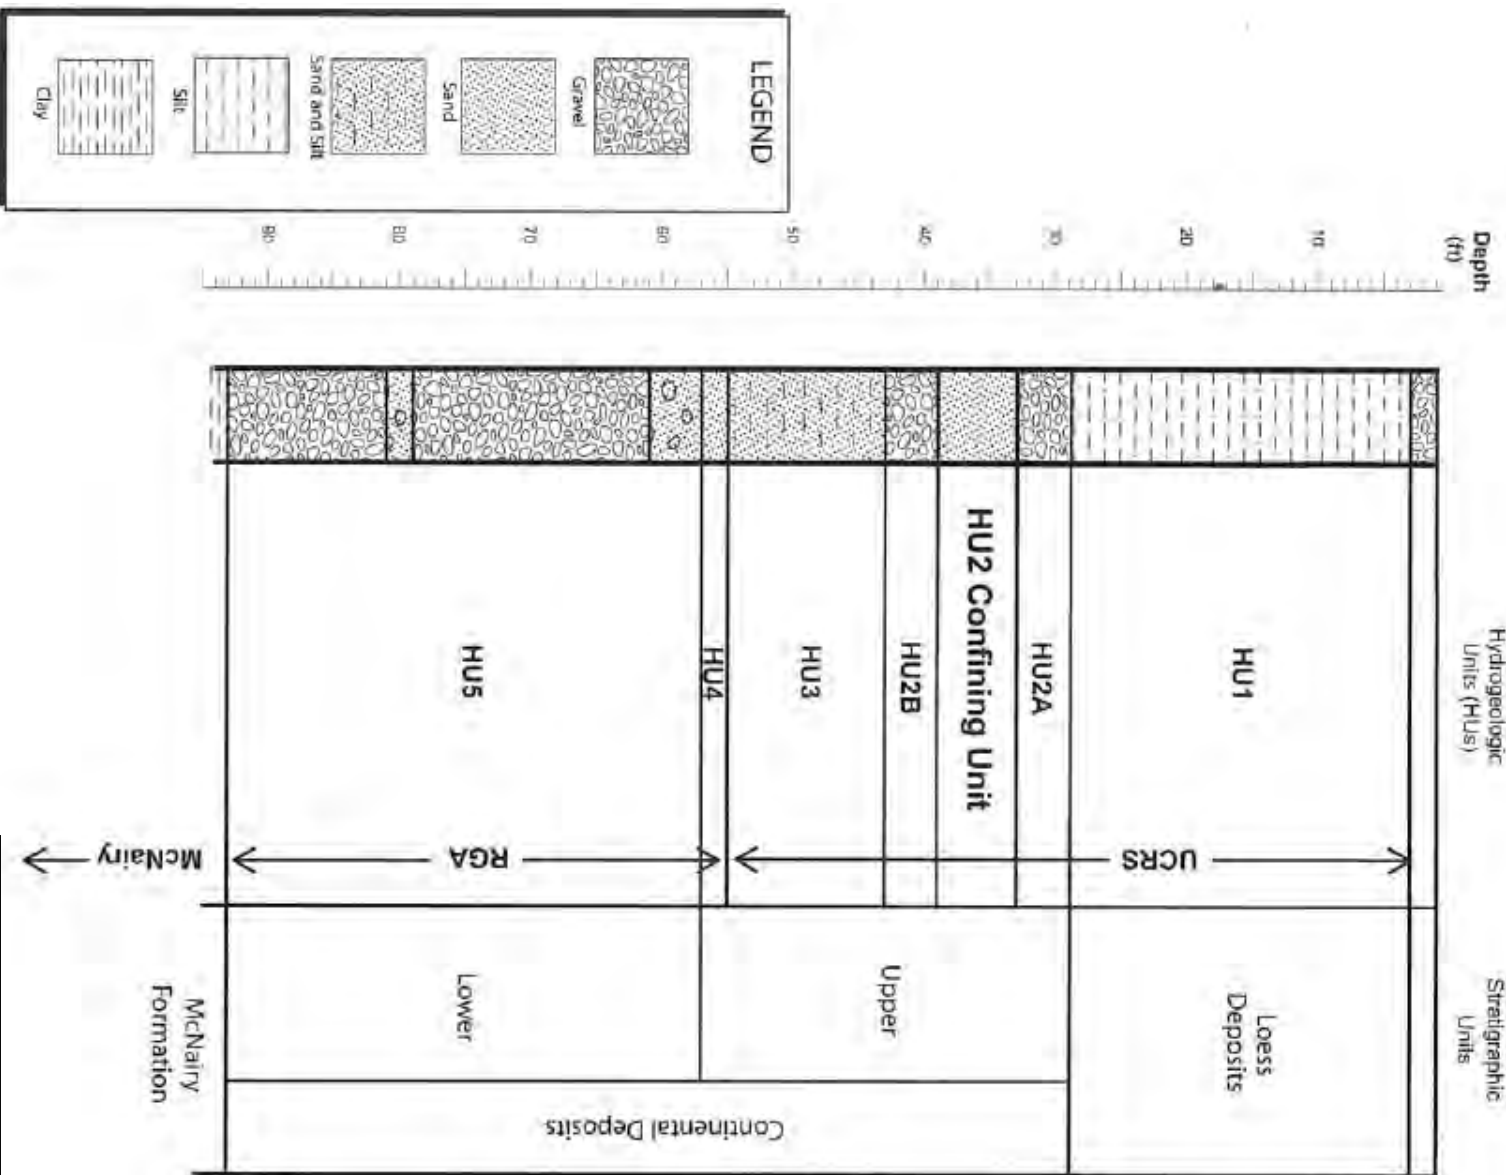 Depth
(ft)
Hydrogeologic
Units (HUs)
Stratigraphic
Units
10
20
30
40
50
60
70
80
90
HU1
HU2A
HU2 Confining Unit
HU2B
HU3
HU4
HU5
UCRS
RGA
McNairy
Loess
Deposits
Upper
Lower
Continental Deposits
McNairy
Formation
LEGEND
Gravel
Sand
Sand and Silt
Silt
Clay